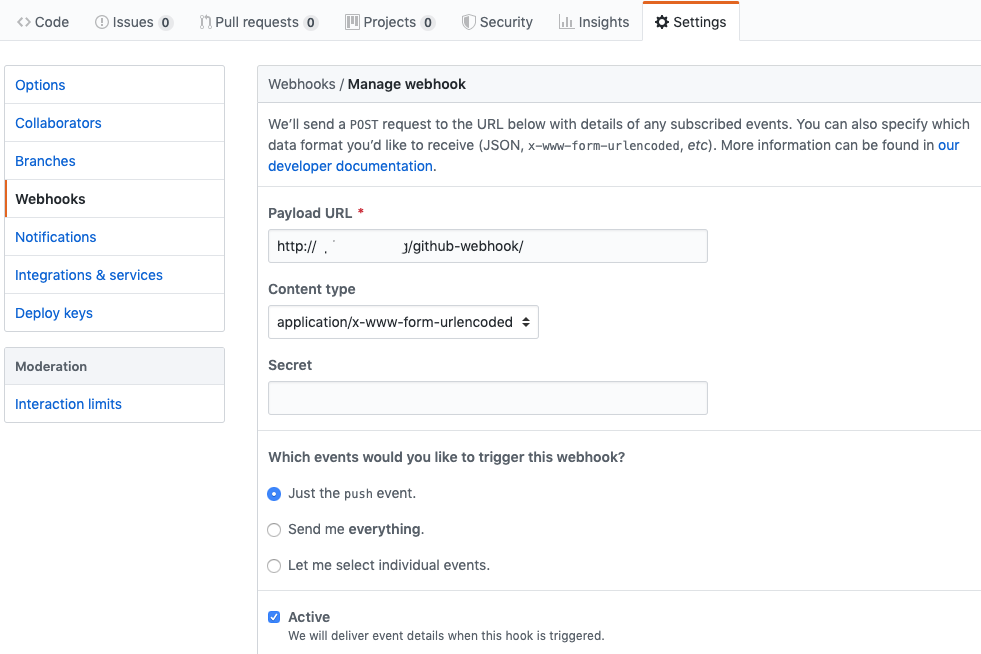 Code Issues 0 Pull requests 0 Projects 0 Security Insights Settings
Options
Collaborators
Branches
Webhooks
Notifications
Integrations & services
Deploy keys
Moderation
Interaction limits
Webhooks / Manage webhook
We’ll send a POST request to the URL below with details of any subscribed events. You can also specify which
data format you’d like to receive (JSON, x-www-form-urlencoded, etc). More information can be found in our
developer documentation.
Payload URL *
http:// /github-webhook/
Content type
application/x-www-form-urlencoded
Secret
Which events would you like to trigger this webhook?
Just the push event.
Send me everything.
Let me select individual events.
Active
We will deliver event details when this hook is triggered.